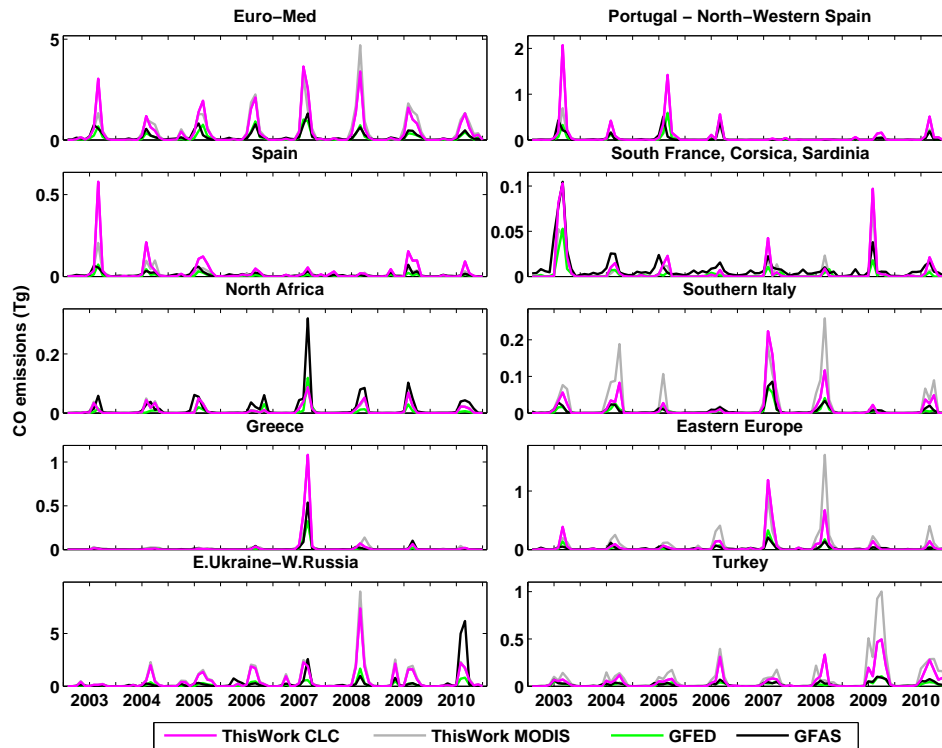 Euro-Med
Portugal - North-Western Spain
5
0
2
1
0
Spain
South France, Corsica, Sardinia
0.5
0
0.1
0.05
0
North Africa
Southern Italy
0.2
0
0.2
0.1
0
CO emissions (Tg)
Greece
Eastern Europe
1
0.5
0
1
0
E.Ukraine-W.Russia
Turkey
5
0
1
0.5
0
2003 2004 2005 2006 2007 2008 2009 2010
2003 2004 2005 2006 2007 2008 2009 2010
ThisWork CLC ThisWork MODIS GFED GFAS